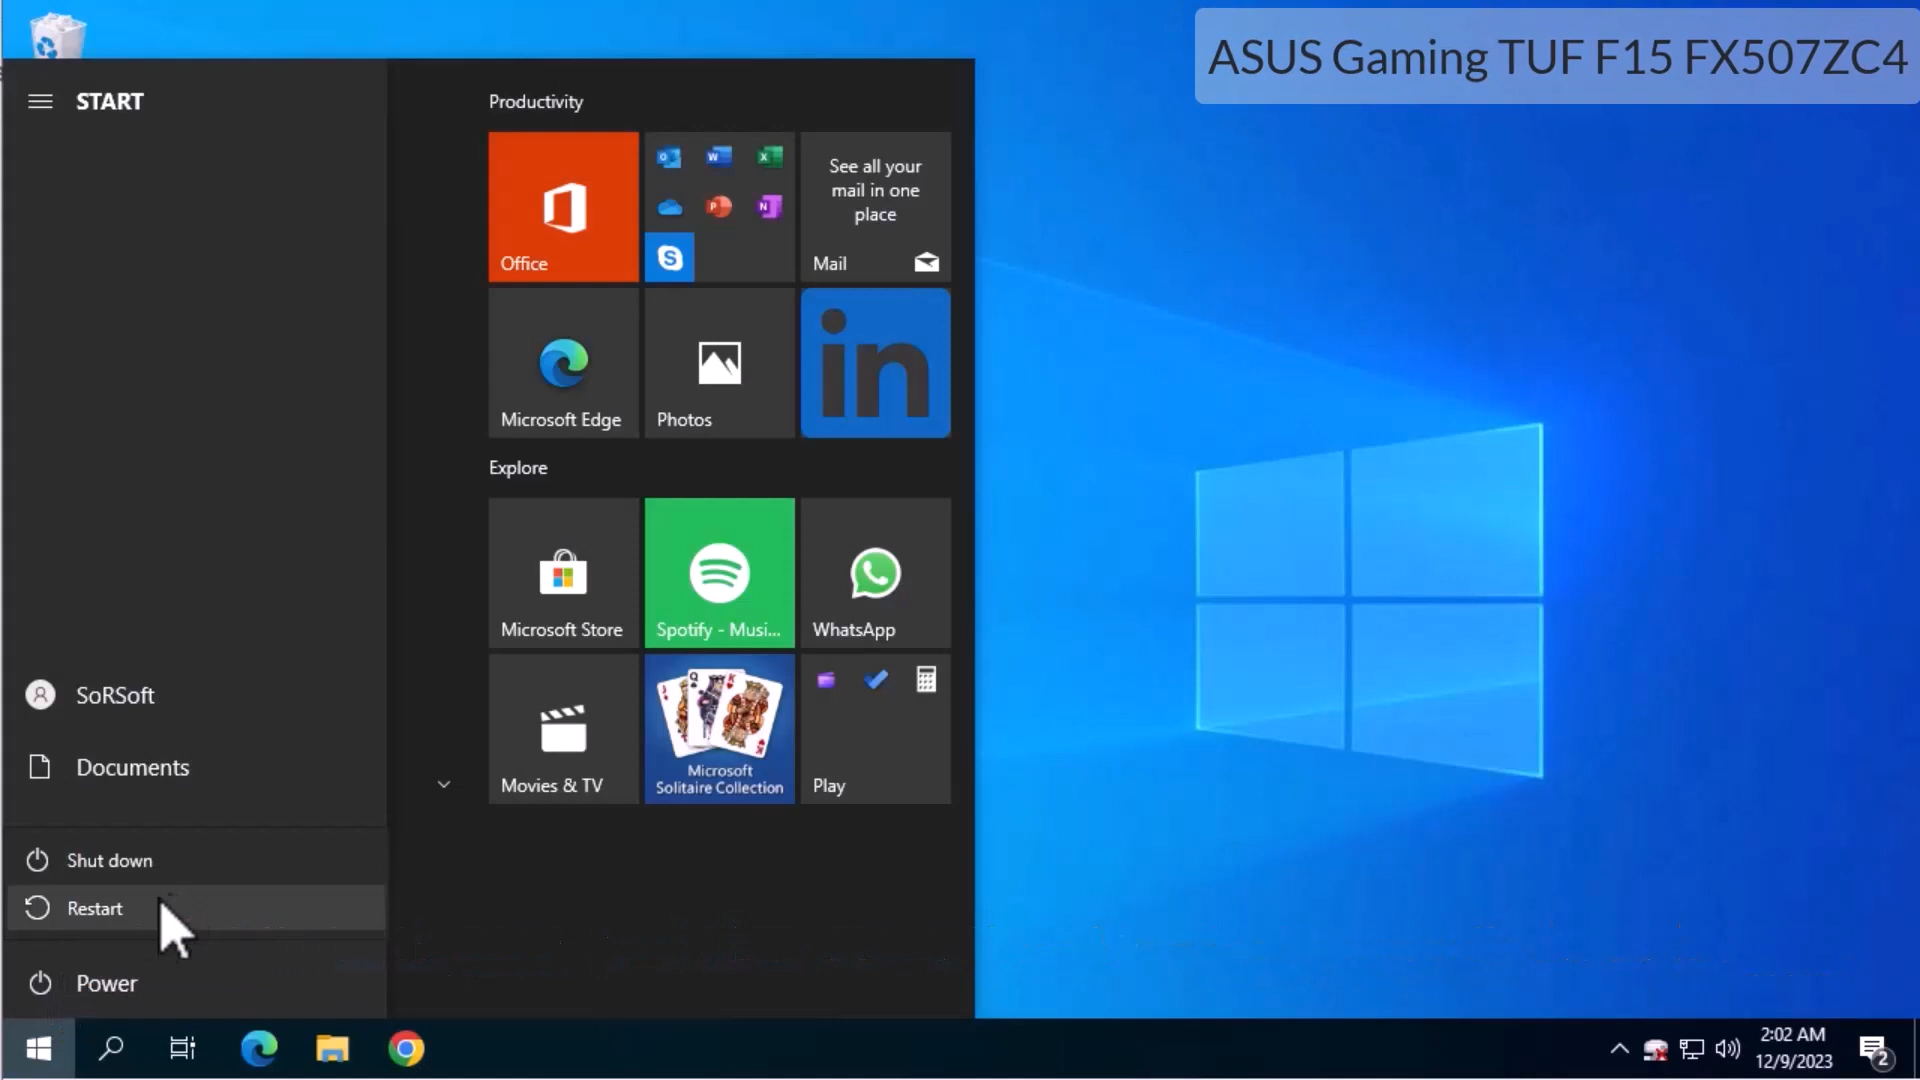 ASUS Gaming TUF F15 FX507ZC4
START
Productivity
Office
See all your
mail in one
place
Mail
Microsoft Edge
Photos
in
Explore
Microsoft Store
Spotify - Musi...
WhatsApp
Movies & TV
Microsoft
Solitaire Collection
Play
SoRSoft
Documents
Shut down
Restart
Power
2:02 AM
12/9/2023
2